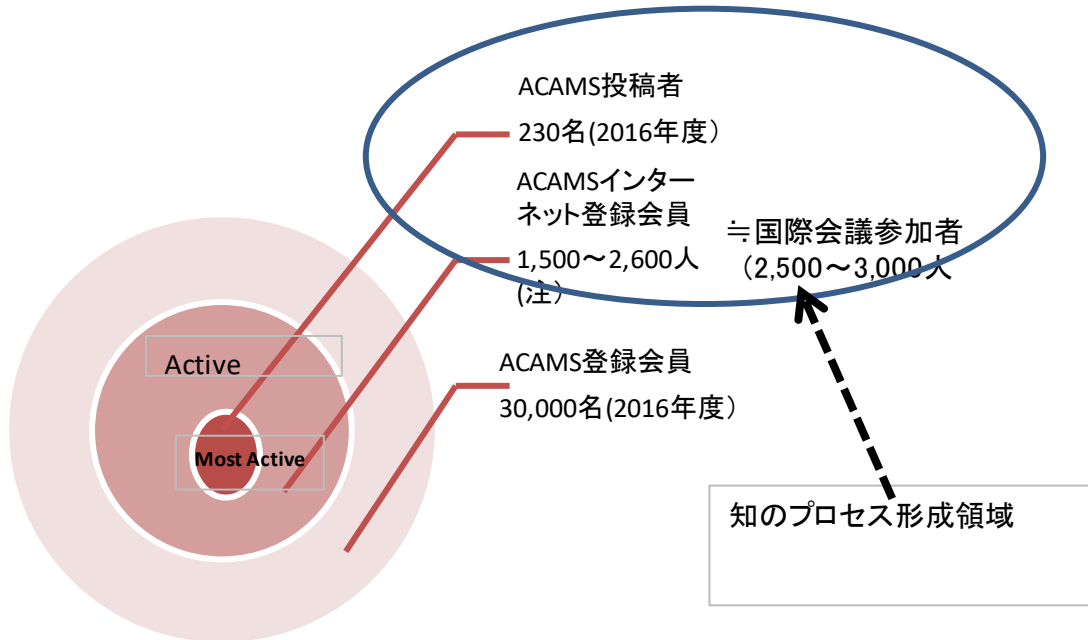 ACAMS投稿者
230名(2016年度）
ACAMSインター
ネット登録会員
1,500～2,600人
(注）
≒国際会議参加者
（2,500～3,000人
Active
ACAMS登録会員
30,000名(2016年度）
Most Active
知のプロセス形成領域